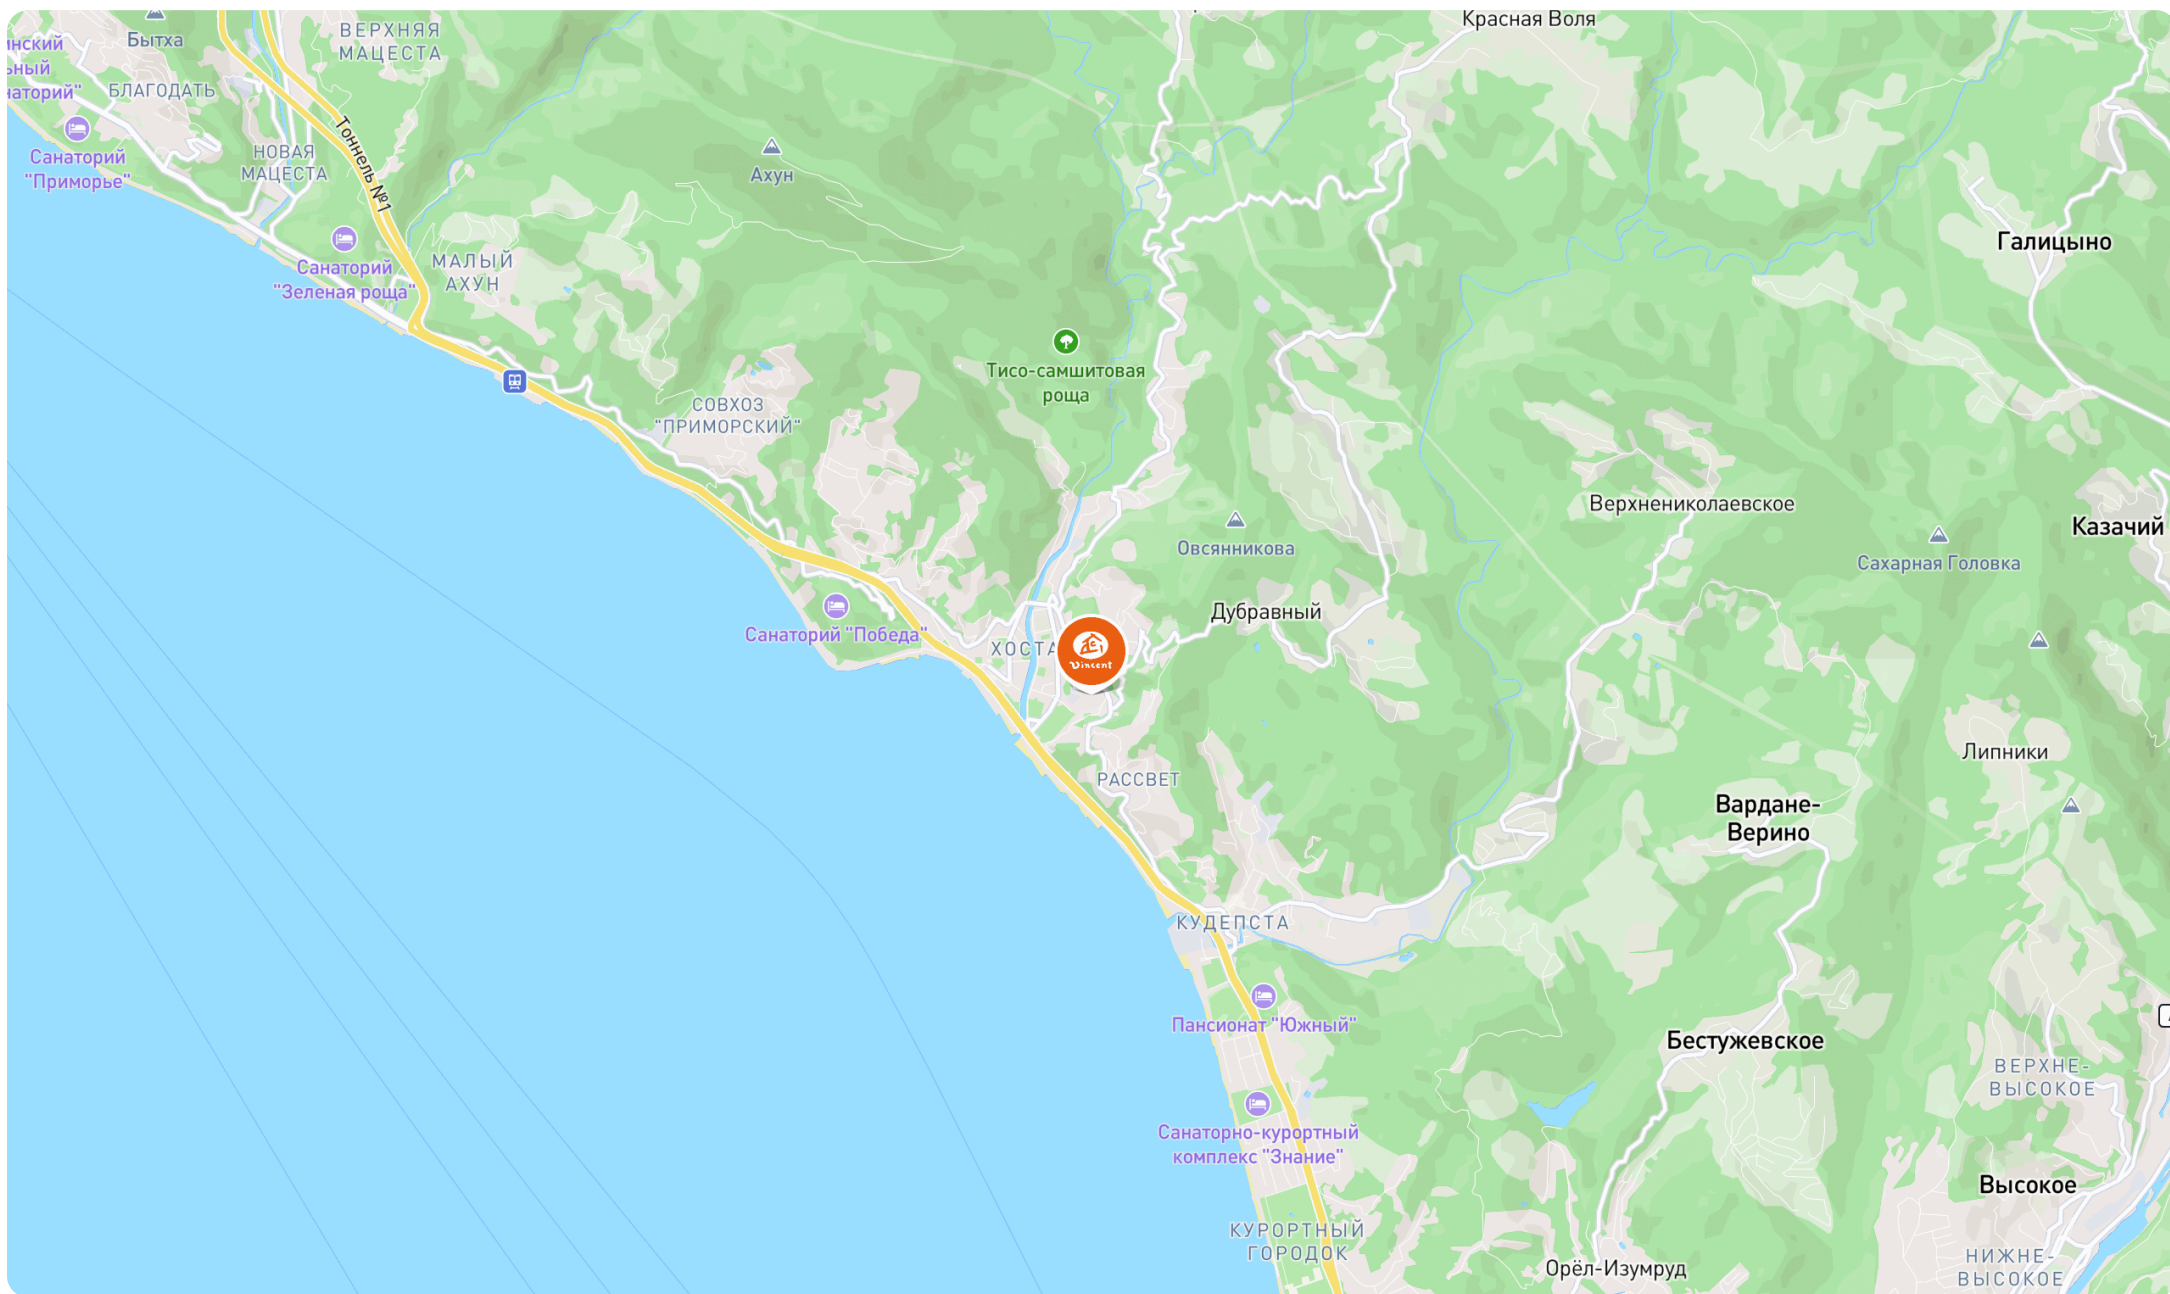 Красная Воля
Бытха
ВЕРХНЯЯ
МАЦЕСТА
БЛАГОДАТЬ
Тоннель №1
Санаторий
"Приморье"
НОВАЯ
МАЦЕСТА
Ахун
Санаторий
"Зеленая роща"
МАЛЫЙ
АХУН
Галицыно
Тисо-самшитовая
роща
СОВХОЗ
"ПРИМОРСКИЙ"
Верхнениколаевское
Казачий
Овсянникова
Сахарная Головка
Дубравный
Санаторий "Победа"
ХОСТА
Vincent
РАССВЕТ
Липники
Вардане-
Верино
КУДЕПСТА
Пансионат "Южный"
Бестужевское
ВЕРХНЕ-
ВЫСОКОЕ
Санаторно-курортный
комплекс "Знание"
Высокое
КУРОРТНЫЙ
ГОРОДОК
Орёл-Изумруд
НИЖНЕ-
ВЫСОКОЕ